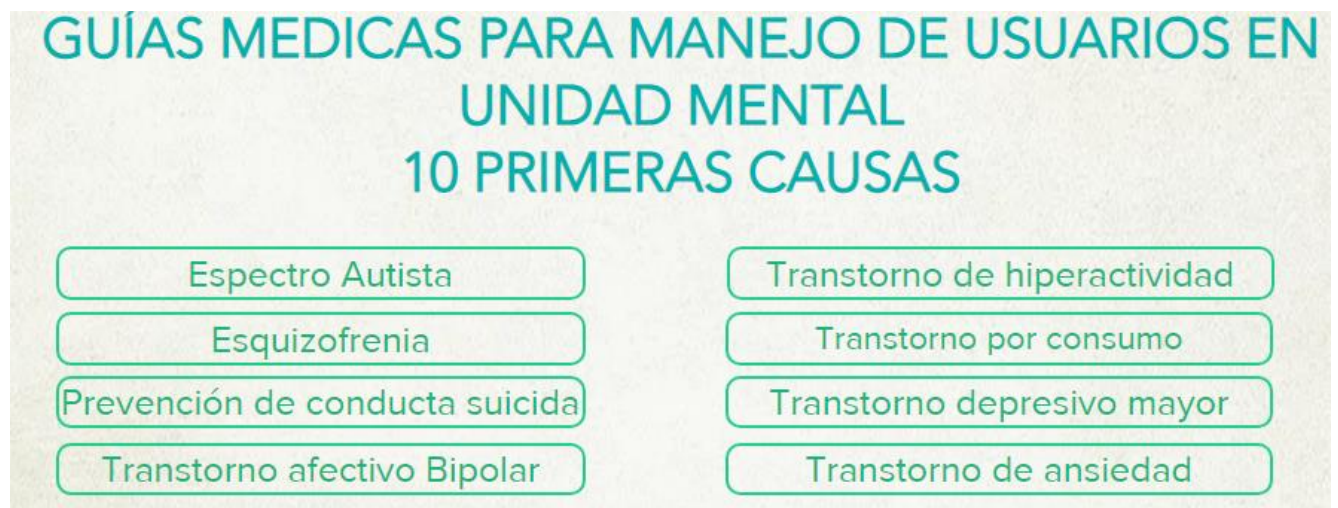 GUÍAS MEDICAS PARA MANEJO DE USUARIOS EN
UNIDAD MENTAL
10 PRIMERAS CAUSAS
Espectro Autista
Transtorno de hiperactividad
Esquizofrenia
Transtorno por consumo
Prevención de conducta suicida
Transtorno depresivo mayor
Transtorno afectivo Bipolar
Transtorno de ansiedad